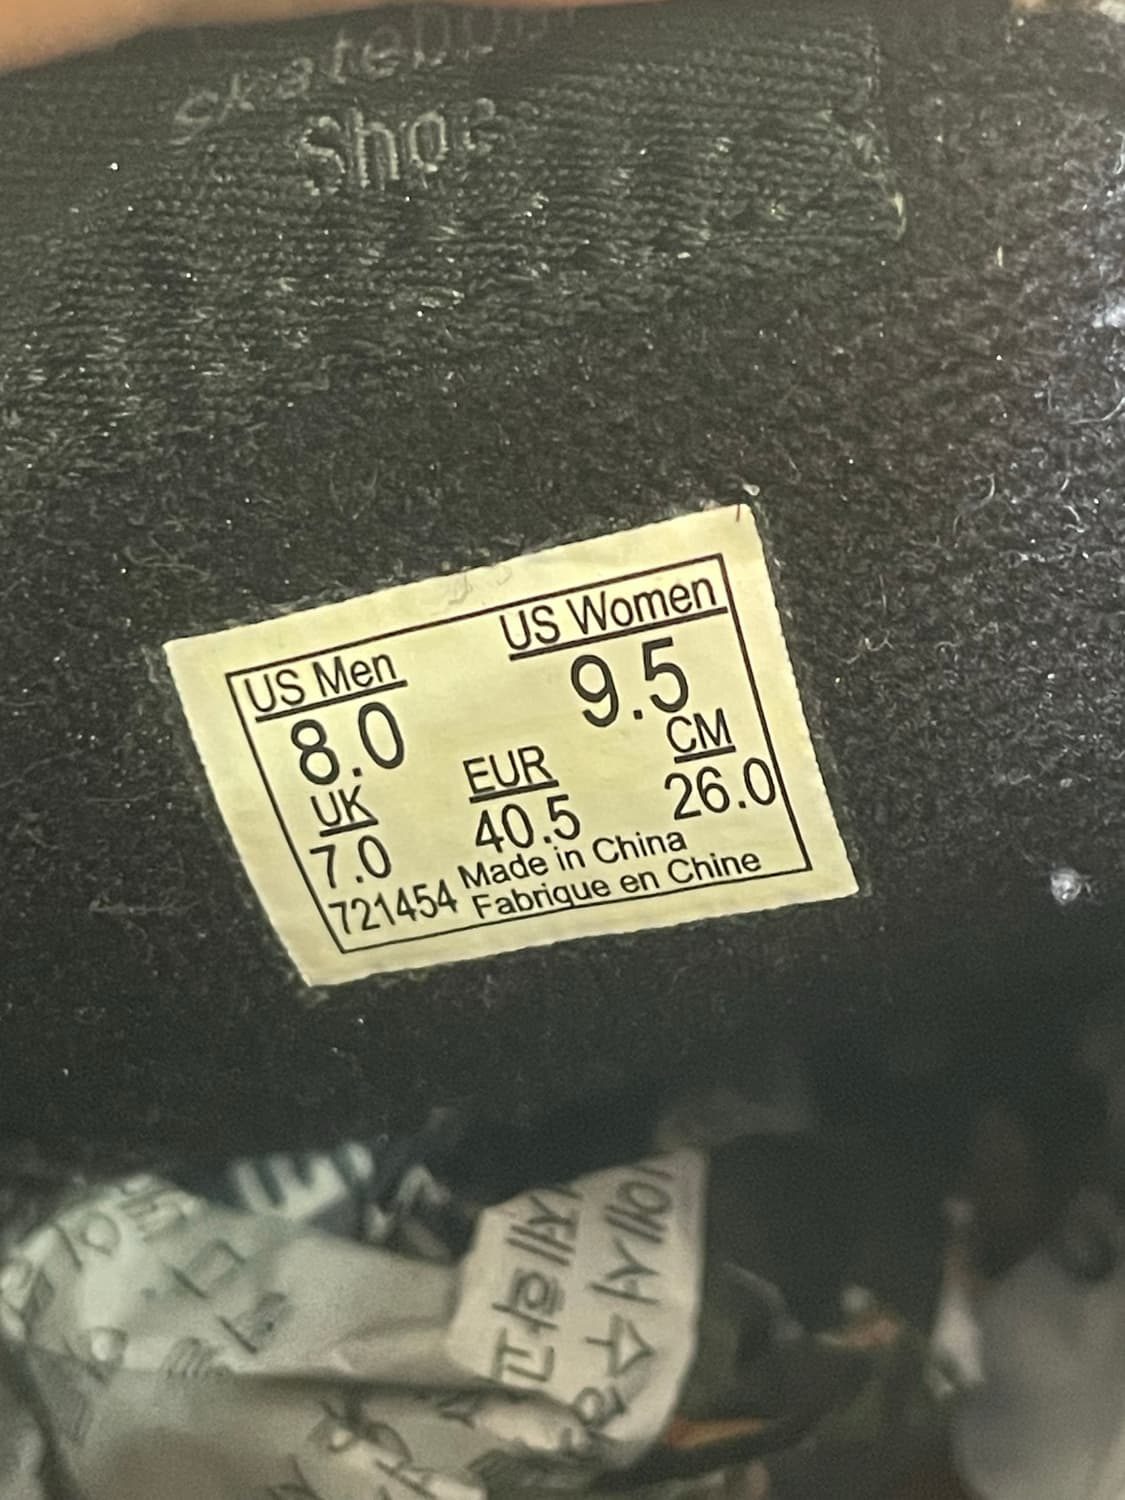 Shoe
US Men
US Women
8.0
9.5
UK
EUR
CM
7.0
40.5
26.0
721454
Made in China
Fabrique en Chine